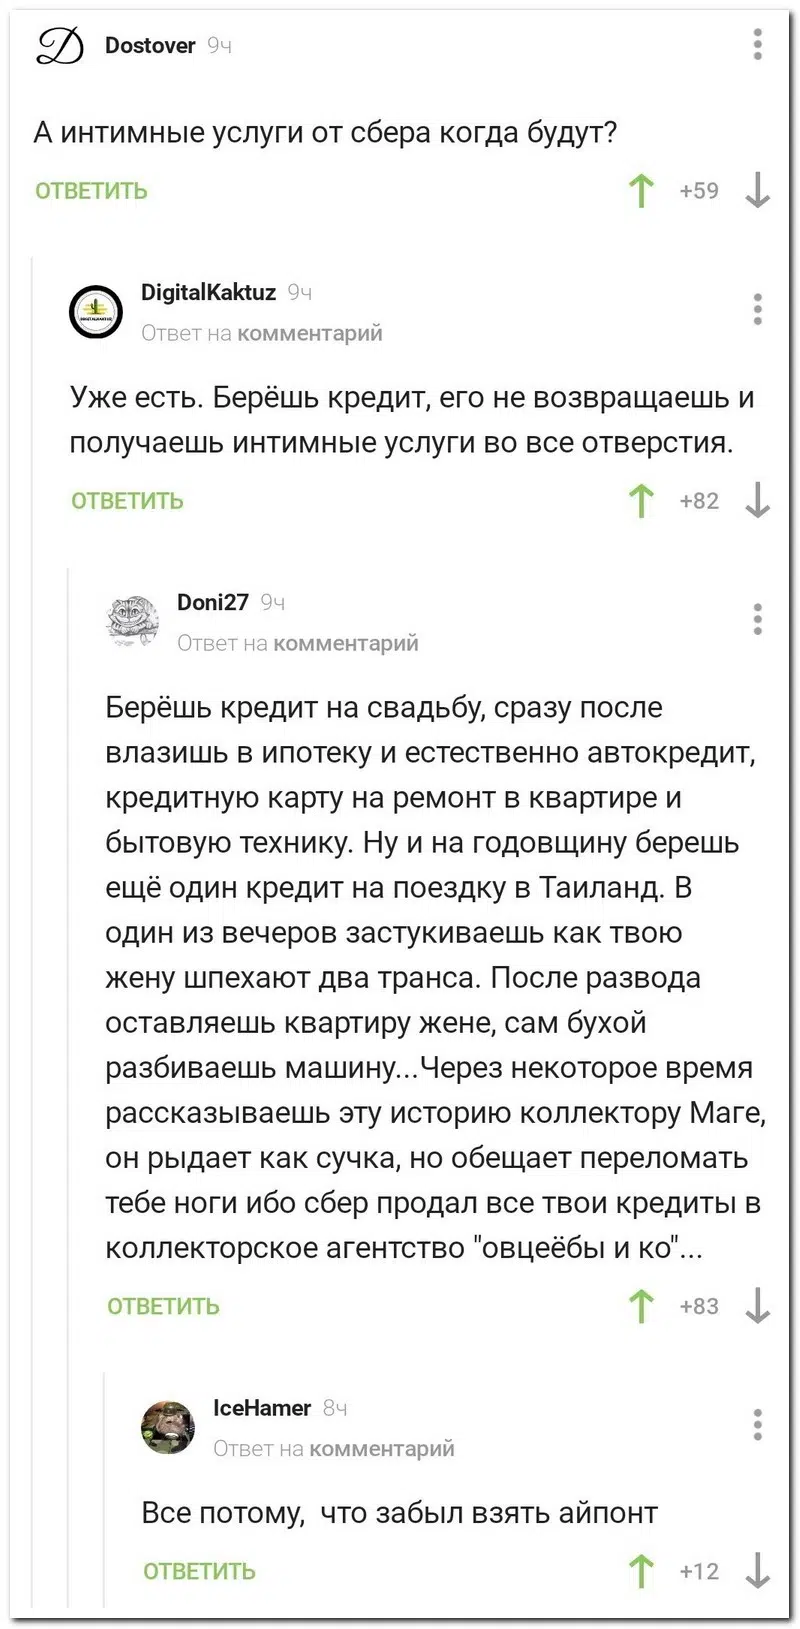 Dostover 9ч
А интимные услуги от сбера когда будут?
ОТВЕТИТЬ +59
DigitalKaktuz 9ч
Ответ на комментарий
Уже есть. Берёшь кредит, его не возвращаешь и
получаешь интимные услуги во все отверстия.
ОТВЕТИТЬ +82
Doni27 9ч
Ответ на комментарий
Берёшь кредит на свадьбу, сразу после
влазишь в ипотеку и естественно автокредит,
кредитную карту на ремонт в квартире и
бытовую технику. Ну и на годовщину берешь
ещё один кредит на поездку в Таиланд. В
один из вечеров застукиваешь как твою
жену шпехают два транса. После развода
оставляешь квартиру жене, сам бухой
разбиваешь машину...Через некоторое время
рассказываешь эту историю коллектору Маге,
он рыдает как сучка, но обещает переломать
тебе ноги ибо сбер продал все твои кредиты в
коллекторское агентство "овцеёбы и ко"...
ОТВЕТИТЬ +83
IceHamer 8ч
Ответ на комментарий
Все потому,  что забыл взять айпонт
ОТВЕТИТЬ +12